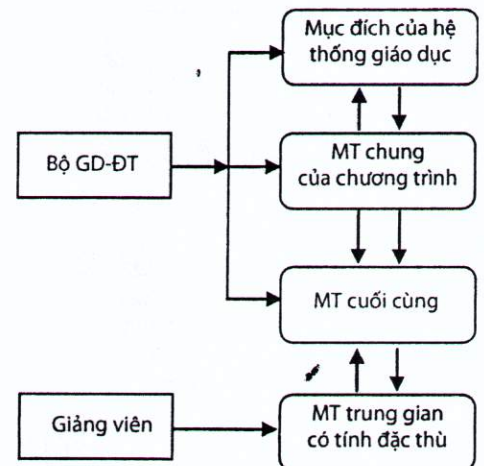 Mục đích của hệ
thống giáo dục
Bộ GD-ĐT
MT chung
của chương trình
MT cuối cùng
Giảng viên
MT trung gian
có tính đặc thù